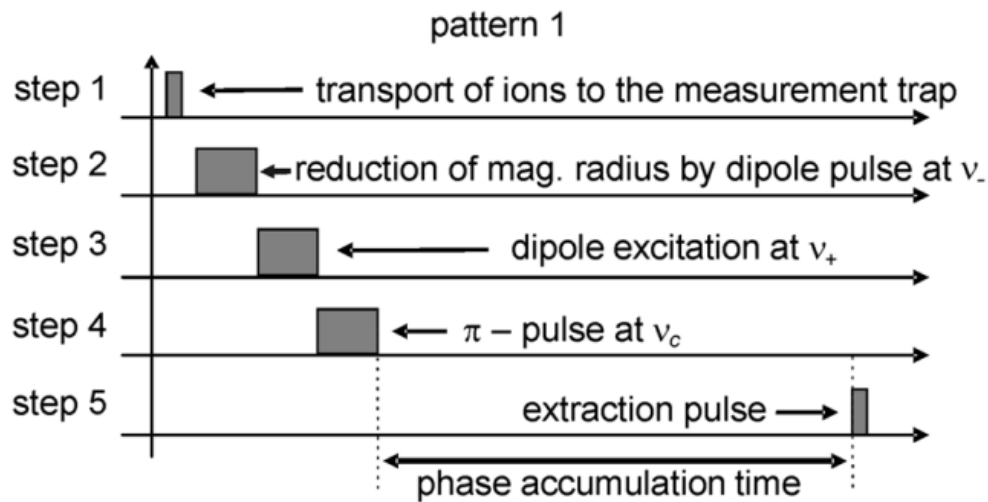 pattern 1
step 1 transport of ions to the measurement trap
step 2 reduction of mag. radius by dipole pulse at ν-
step 3 dipole excitation at ν+
step 4 π – pulse at νc
step 5 extraction pulse
phase accumulation time